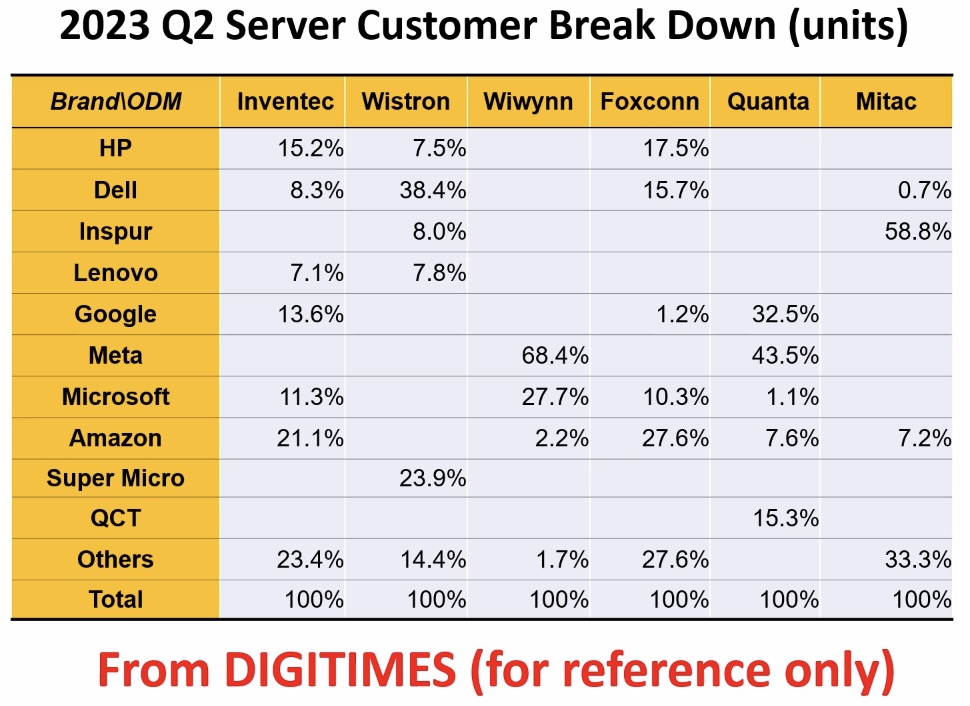 2023 Q2 Server Customer Break Down (units)
Brand\ODM Inventec Wistron Wiwynn Foxconn Quanta Mitac
HP 15.2% 7.5% 17.5%
Dell 8.3% 38.4% 15.7% 0.7%
Inspur 8.0% 58.8%
Lenovo 7.1% 7.8%
Google 13.6% 1.2% 32.5%
Meta 68.4% 43.5%
Microsoft 11.3% 27.7% 10.3% 1.1%
Amazon 21.1% 2.2% 27.6% 7.6% 7.2%
Super Micro 23.9%
QCT 15.3%
Others 23.4% 14.4% 1.7% 27.6% 33.3%
Total 100% 100% 100% 100% 100% 100%
From DIGITIMES (for reference only)